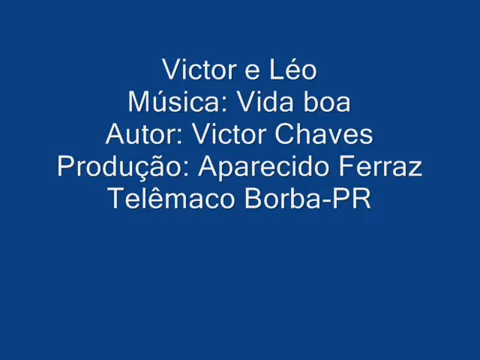 Victor e Léo
Música: Vida boa
Autor: Victor Chaves
Produção: Aparecido Ferraz
Telêmaco Borba-PR